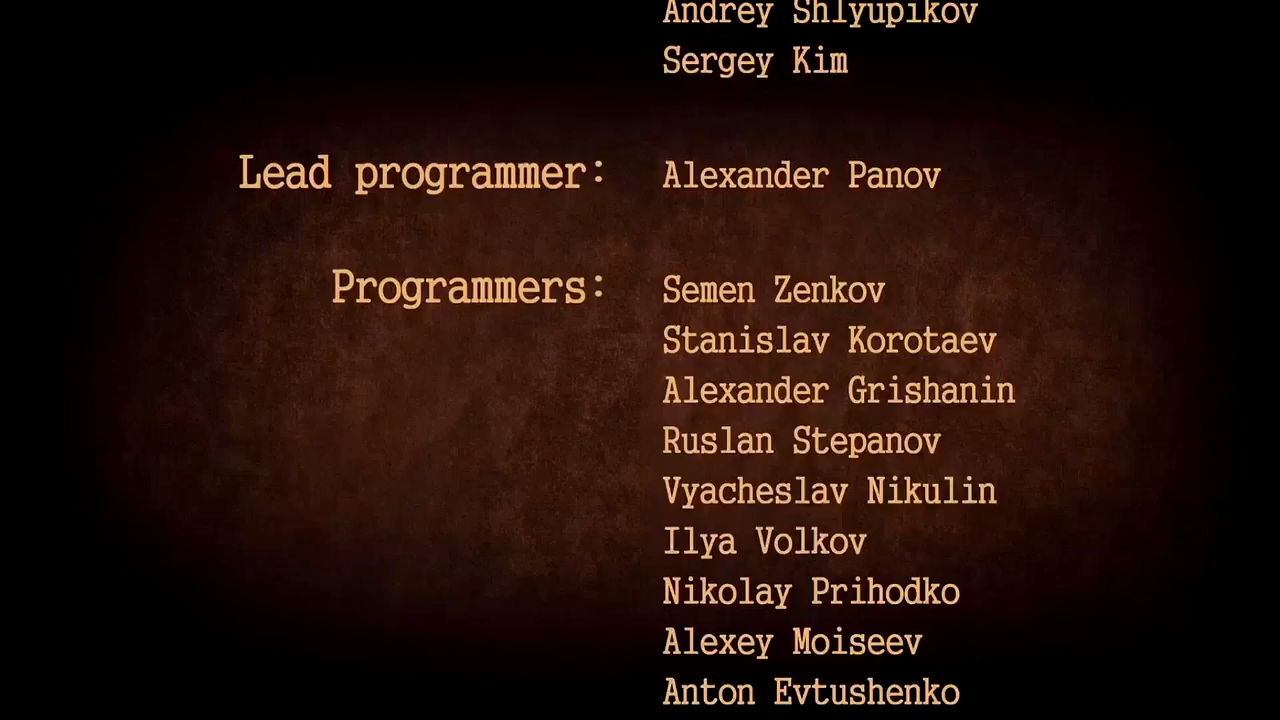 Andrey Shlyupikov
Sergey Kim
Lead programmer: Alexander Panov
Programmers: Semen Zenkov
Stanislav Korotaev
Alexander Grishanin
Ruslan Stepanov
Vyacheslav Nikulin
Ilya Volkov
Nikolay Prihodko
Alexey Moiseev
Anton Evtushenko